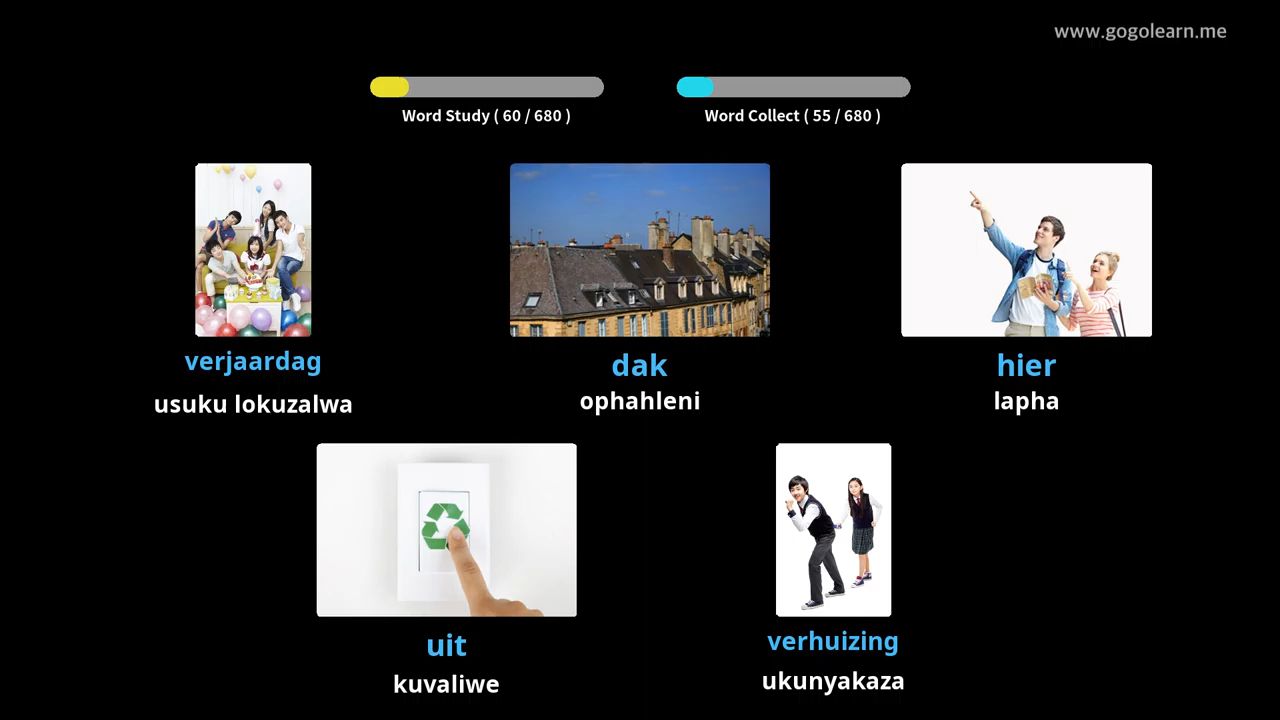 www.gogolearn.me
Word Study ( 60 / 680 )
Word Collect ( 55 / 680 )
verjaardag
usuku lokuzalwa
dak
ophahleni
hier
lapha
uit
kuvaliwe
verhuizing
ukunyakaza